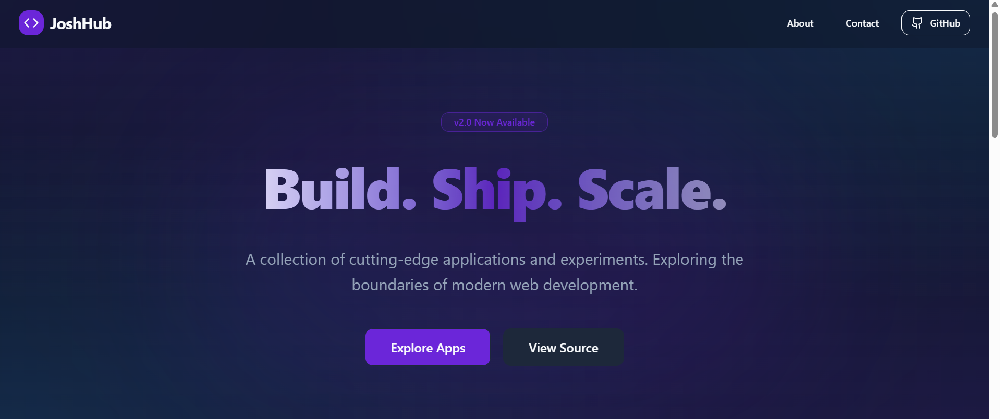 JoshHub
About
Contact
GitHub
v2.0 Now Available
Build. Ship. Scale.
A collection of cutting-edge applications and experiments. Exploring the
boundaries of modern web development.
Explore Apps
View Source